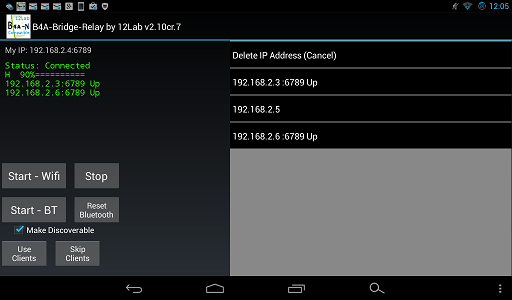 12:05
12Lab
B4A-N
Connection
B4A-Bridge-Relay by 12Lab v2.10cr.7
My IP: 192.168.2.4:6789
Status: Connected
H 90%==========
192.168.2.3:6789 Up
192.168.2.6:6789 Up
Start - Wifi
Stop
Start - BT
Reset
Bluetooth
Make Discoverable
Use
Clients
Skip
Clients
Delete IP Address (Cancel)
192.168.2.3 :6789 Up
192.168.2.5
192.168.2.6 :6789 Up